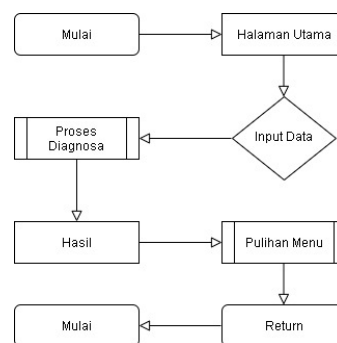 Mulai
Halaman Utama
Input Data
Proses
Diagnosa
Hasil
Pulihan Menu
Return
Mulai